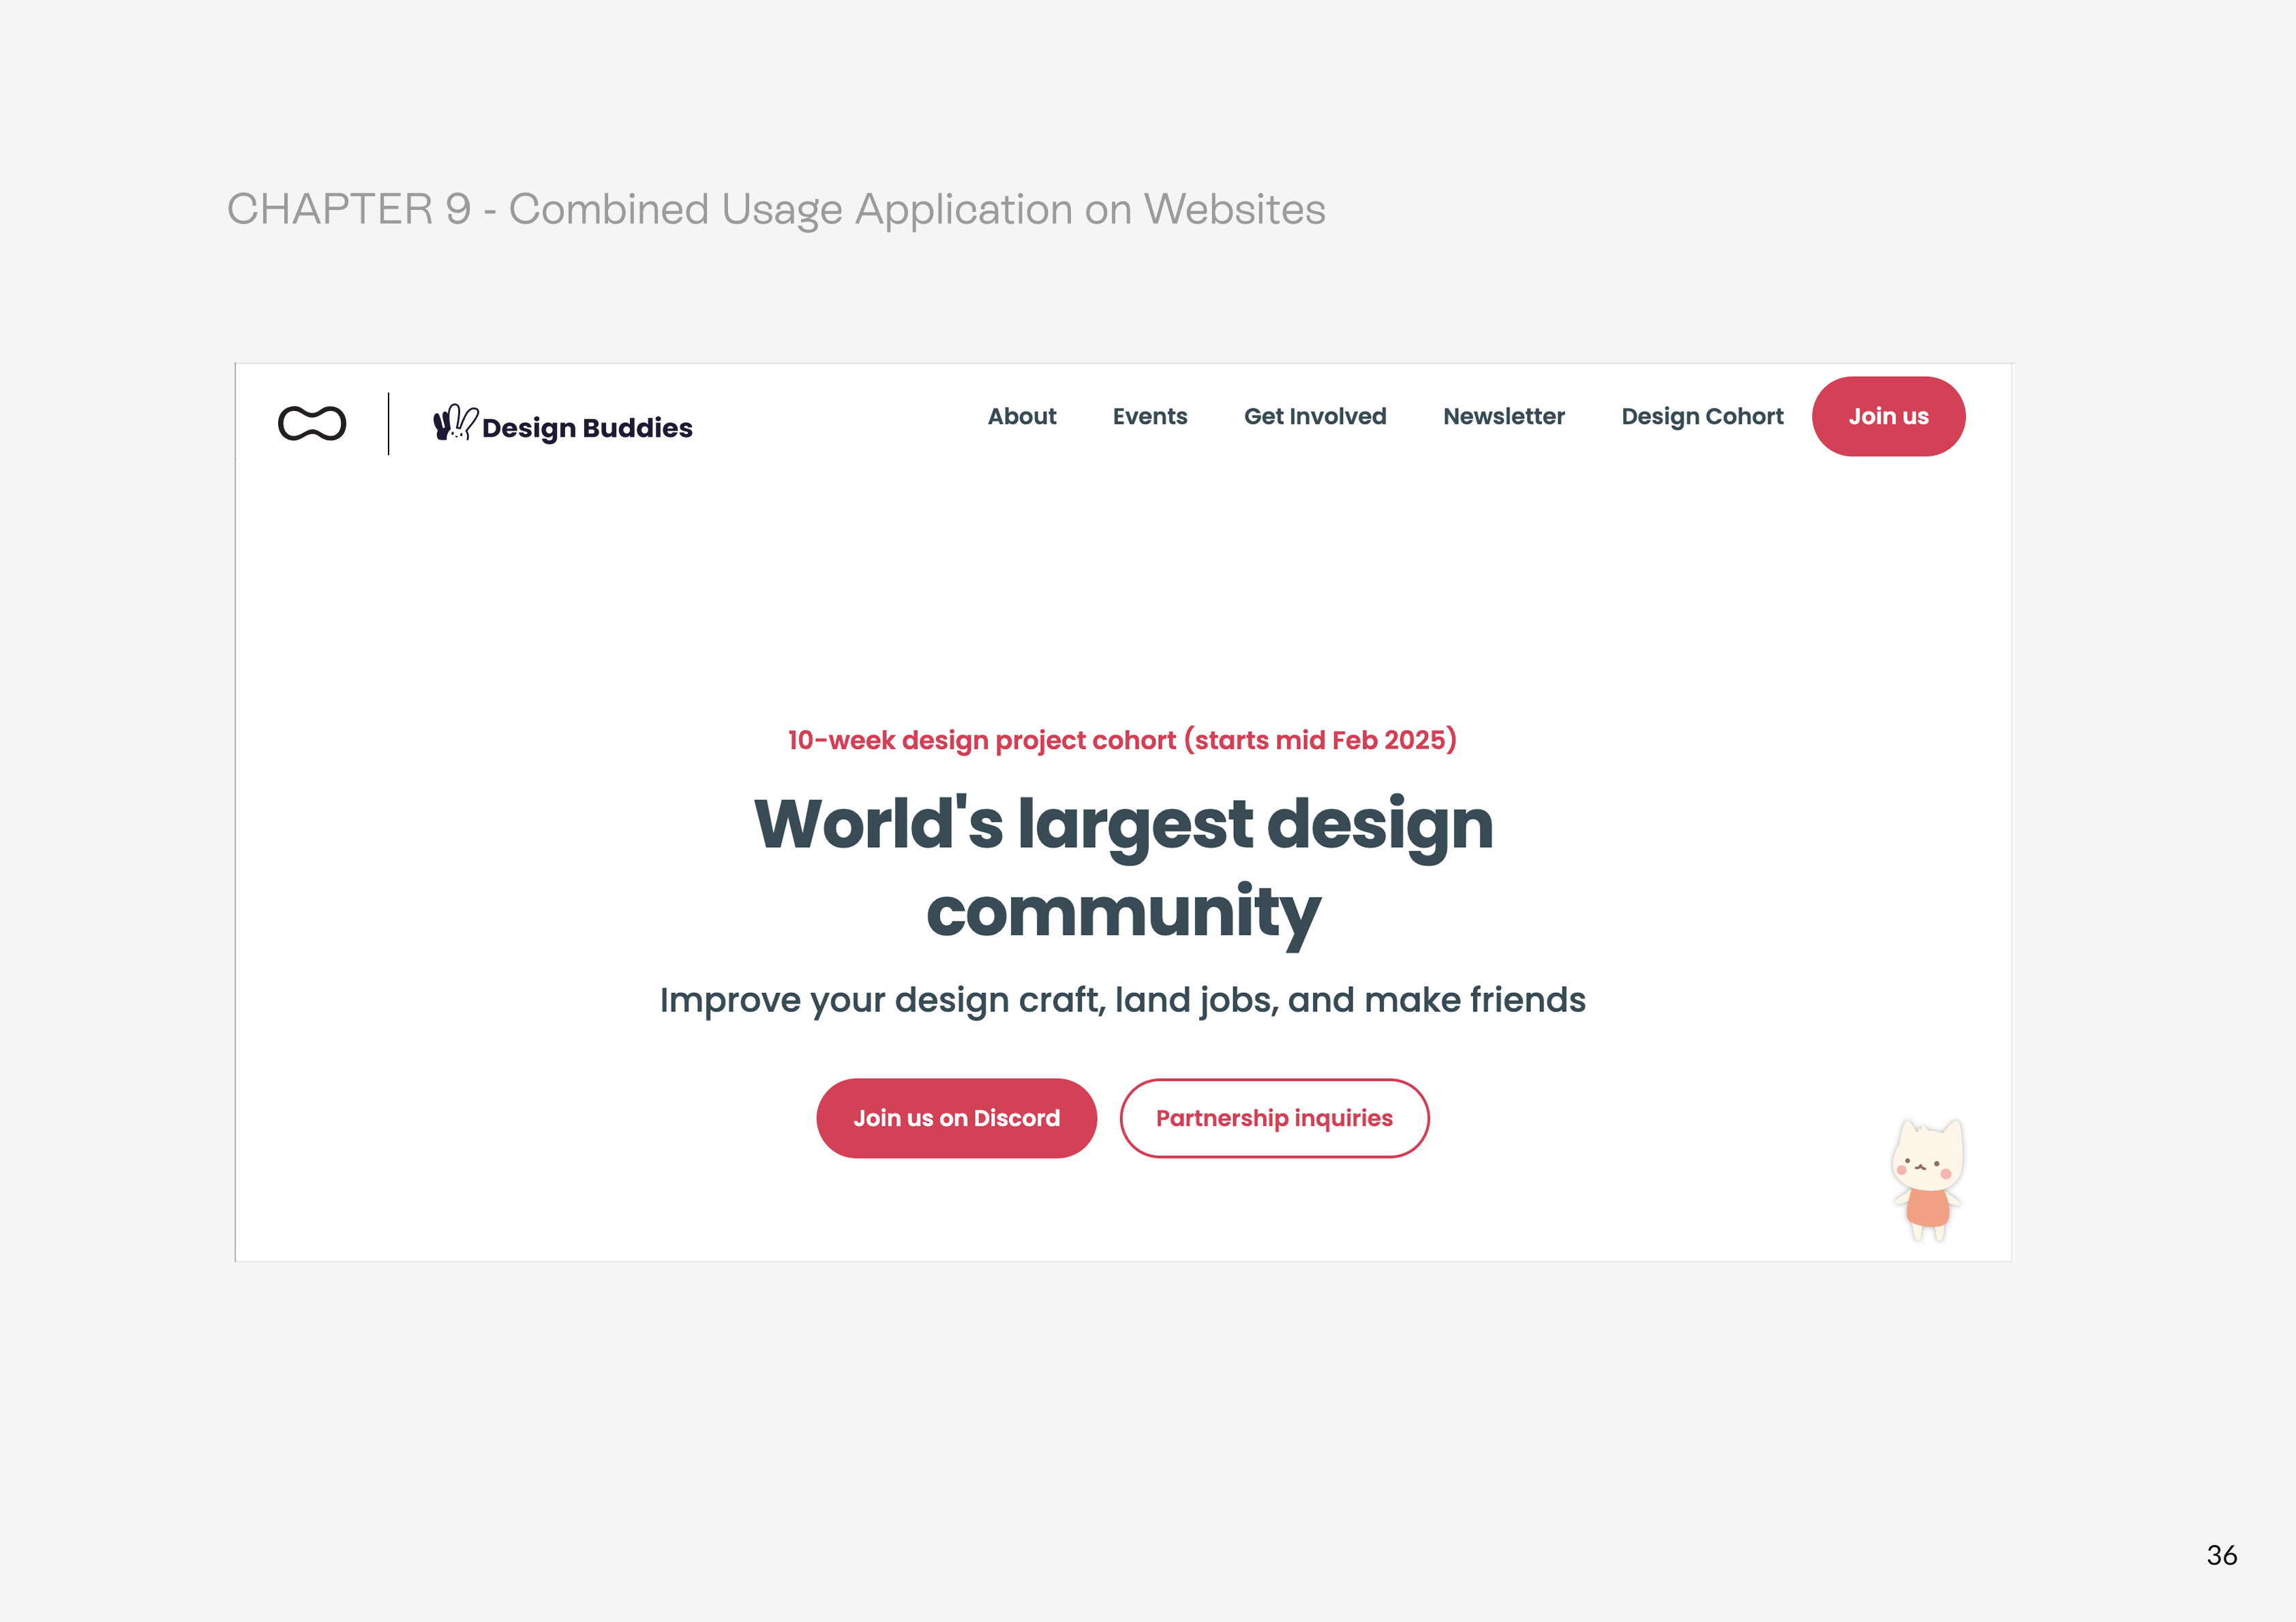 CHAPTER 9 - Combined Usage Application on Websites
Design Buddies
About
Events
Get Involved
Newsletter
Design Cohort
Join us
10-week design project cohort (starts mid Feb 2025)
World's largest design
community
Improve your design craft, land jobs, and make friends
Join us on Discord
Partnership inquiries
36